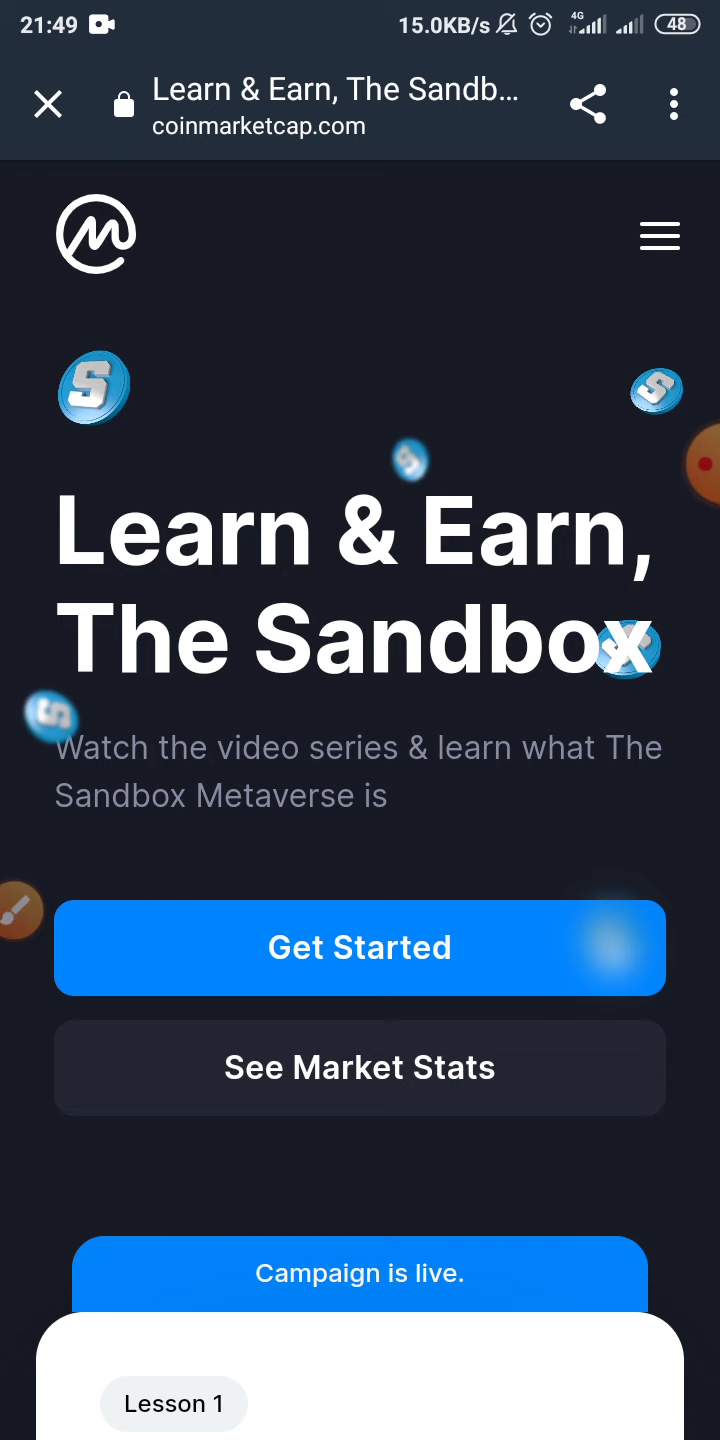 21:49 15.0KB/s 4G 48
Learn & Earn, The Sandb...
coinmarketcap.com
Learn & Earn,
The Sandbox
Watch the video series & learn what The
Sandbox Metaverse is
Get Started
See Market Stats
Campaign is live.
Lesson 1